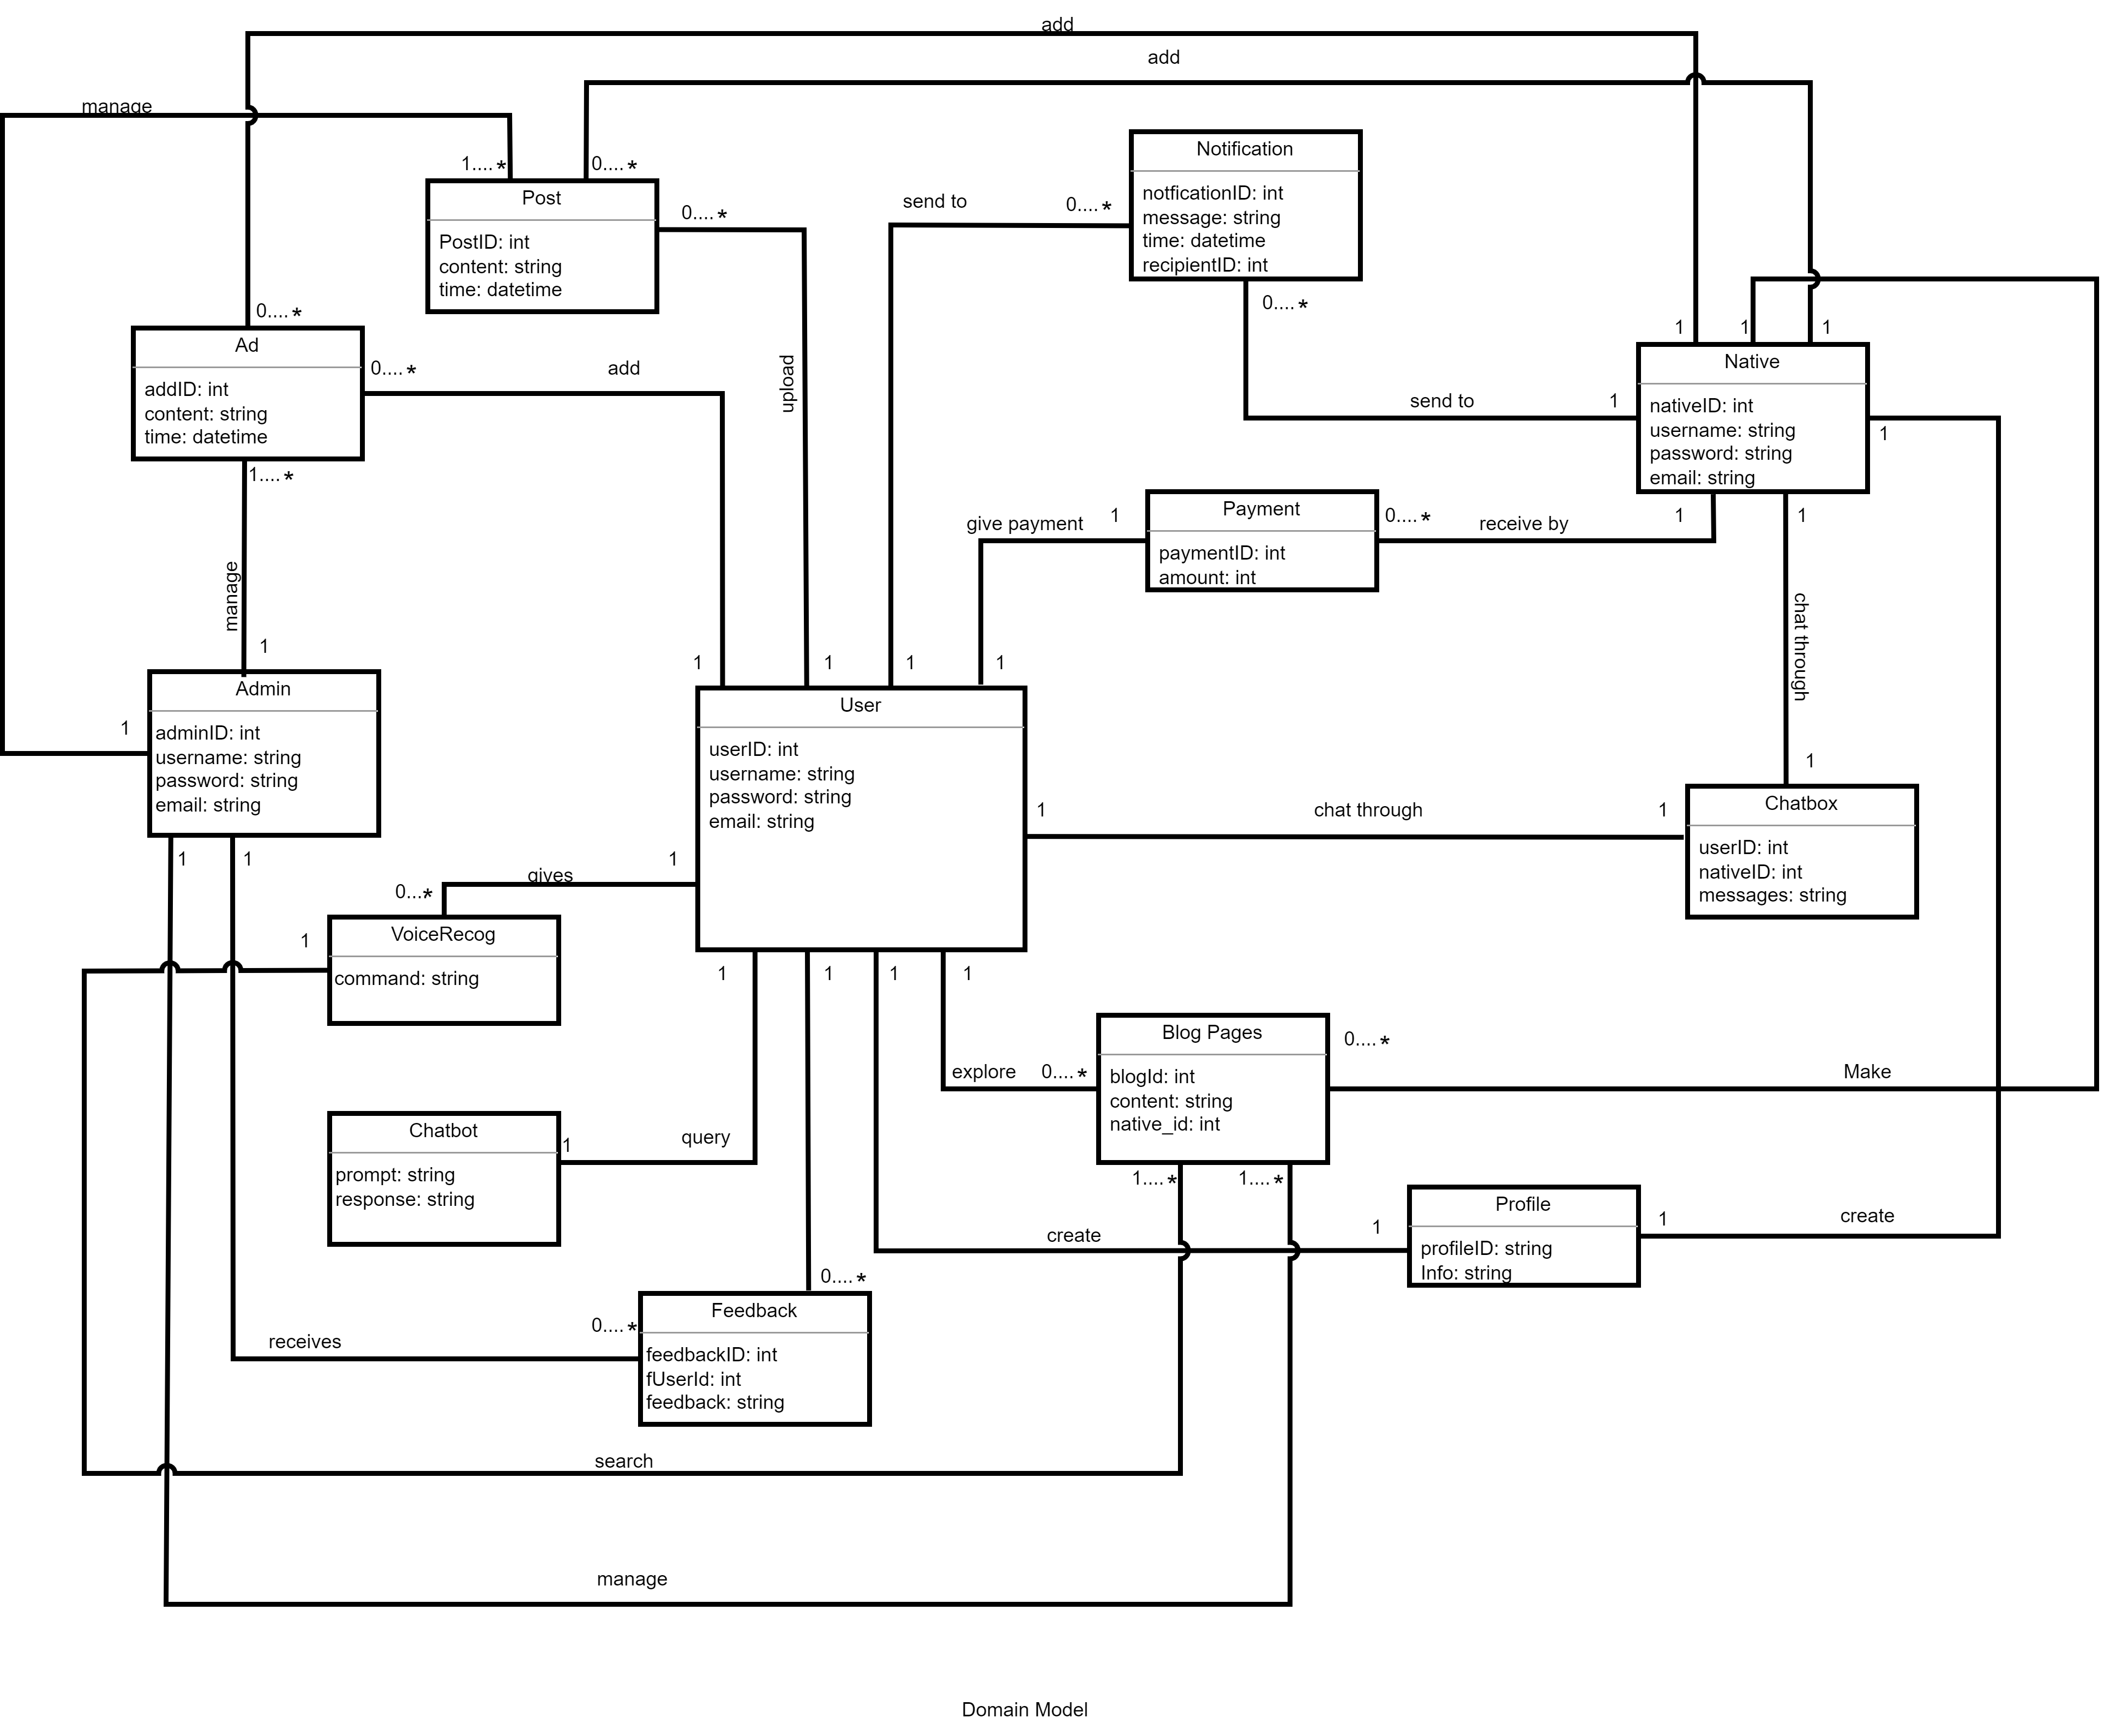 add
add
manage
1....* 0....*
Post
PostID: int
content: string
time: datetime
0....*
upload
send to
0....*
Notification
notficationID: int
message: string
time: datetime
recipientID: int
0....*
send to
1
0....*
Ad
addID: int
content: string
time: datetime
0....*
add
1....*
manage
1
1 1 1
Native
nativeID: int
username: string
password: string
email: string
1
1
1
give payment
1
Payment
paymentID: int
amount: int
0....*
receive by
chat through
1
1
Admin
adminID: int
username: string
password: string
email: string
1
1
1 1 1 1
User
userID: int
username: string
password: string
email: string
1
chat through
1
Chatbox
userID: int
nativeID: int
messages: string
1
gives
0...*
1
VoiceRecog
command: string
1 1 1 1
explore
0....*
Blog Pages
blogId: int
content: string
native_id: int
0....*
Make
1....* 1....*
Chatbot
prompt: string
response: string
1
query
create
1
Profile
profileID: string
Info: string
1
create
0....*
0....*
receives
Feedback
feedbackID: int
fUserId: int
feedback: string
search
manage
Domain Model